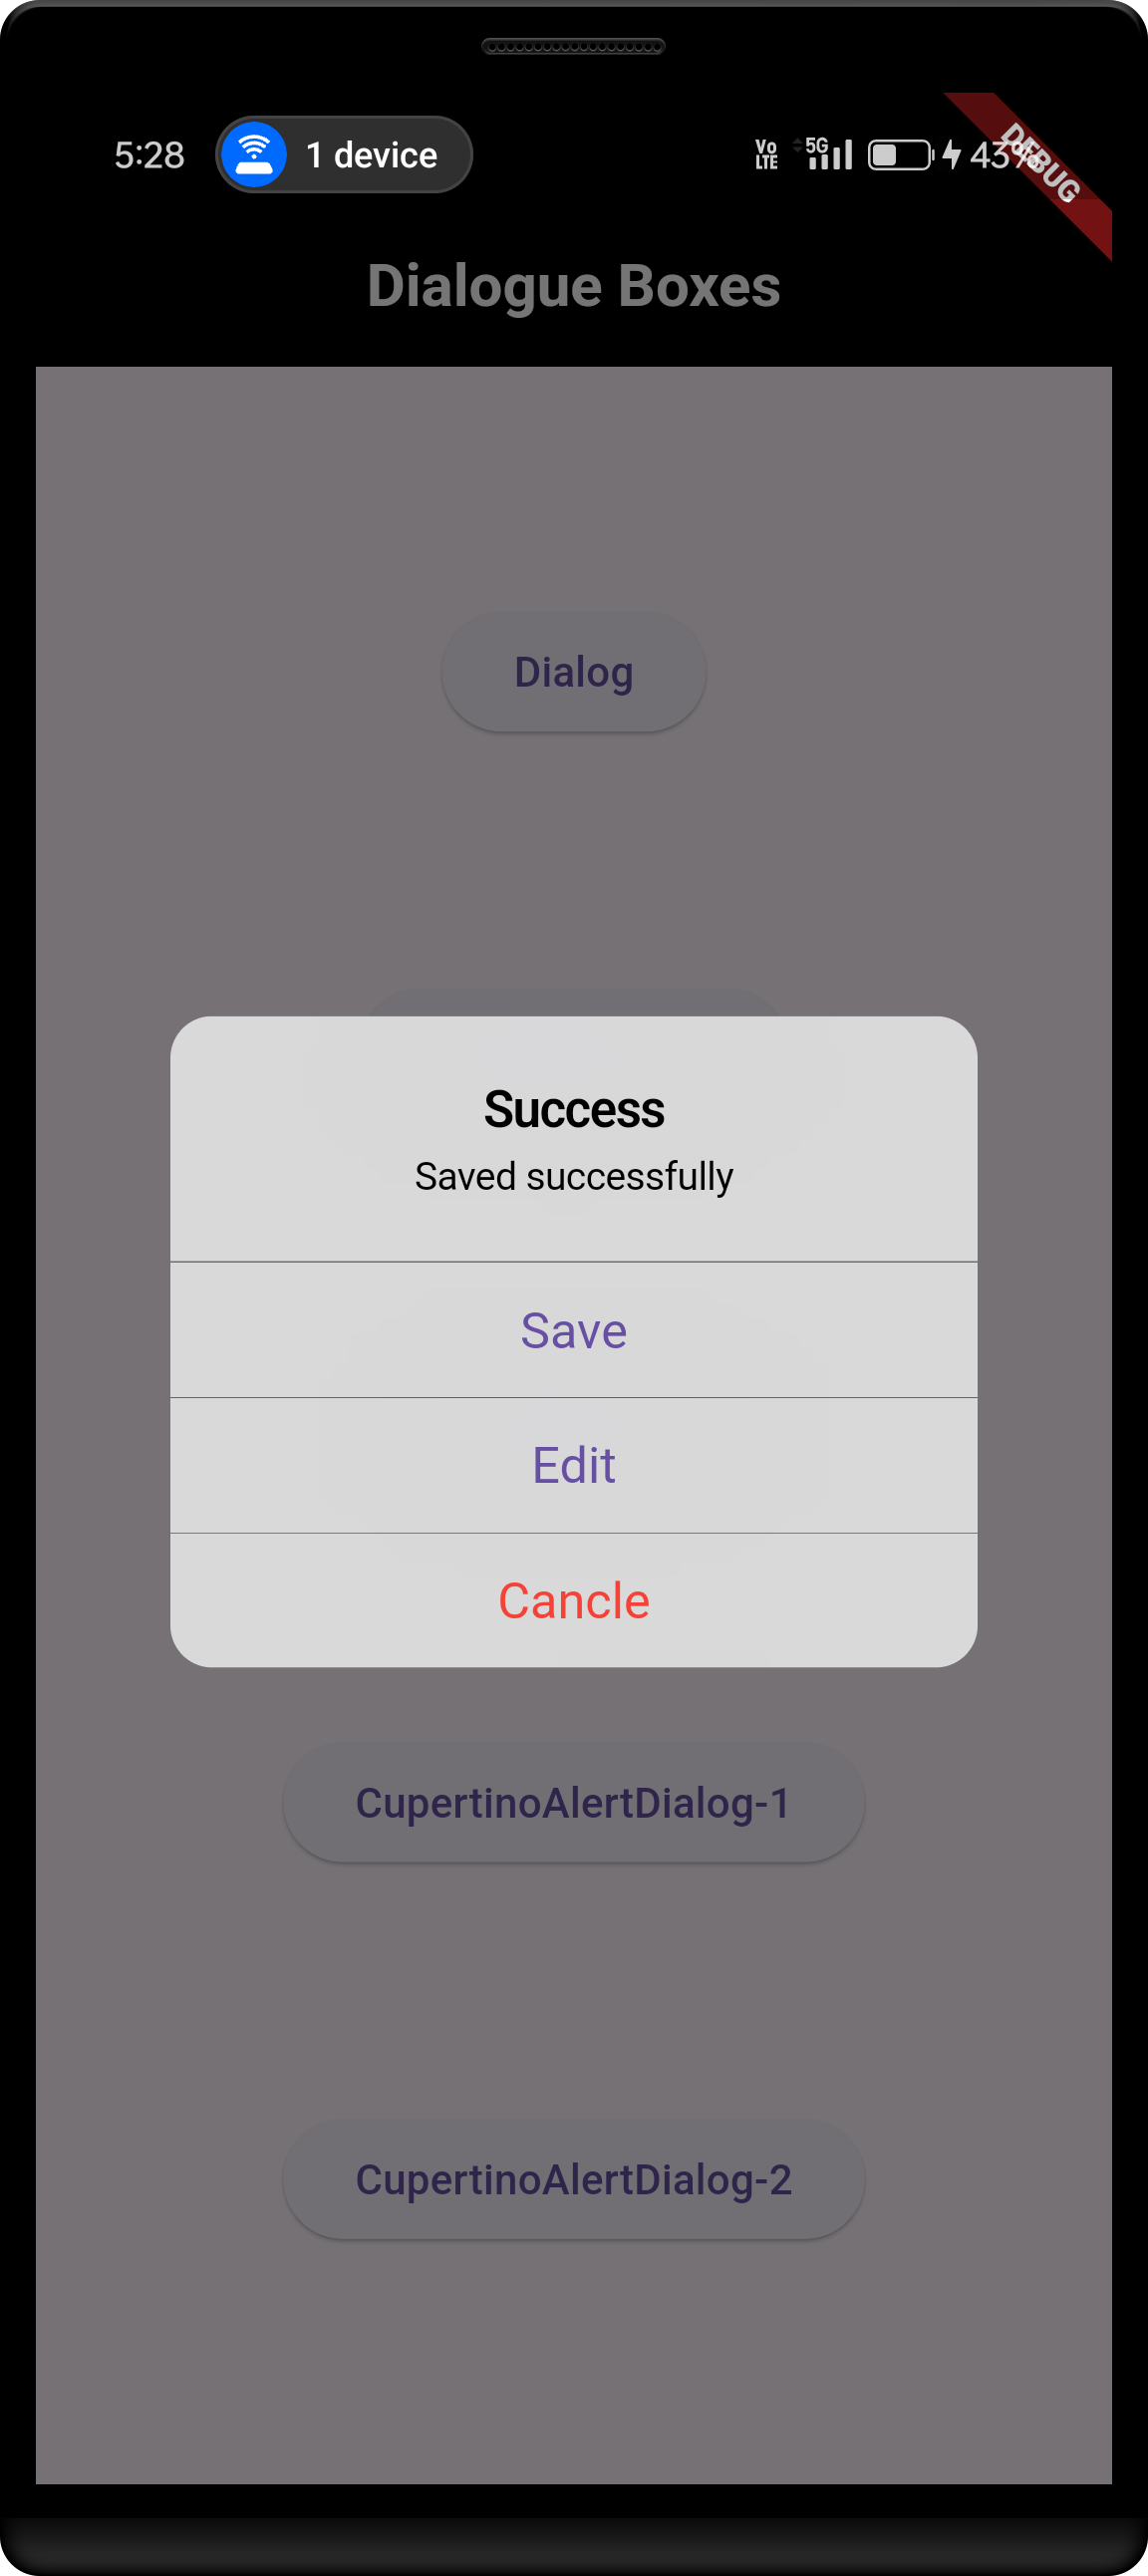 5:28
1 device
Vo
LTE
5G
DEBUG
Dialogue Boxes
Dialog
Success
Saved successfully
Save
Edit
Cancle
CupertinoAlertDialog-1
CupertinoAlertDialog-2